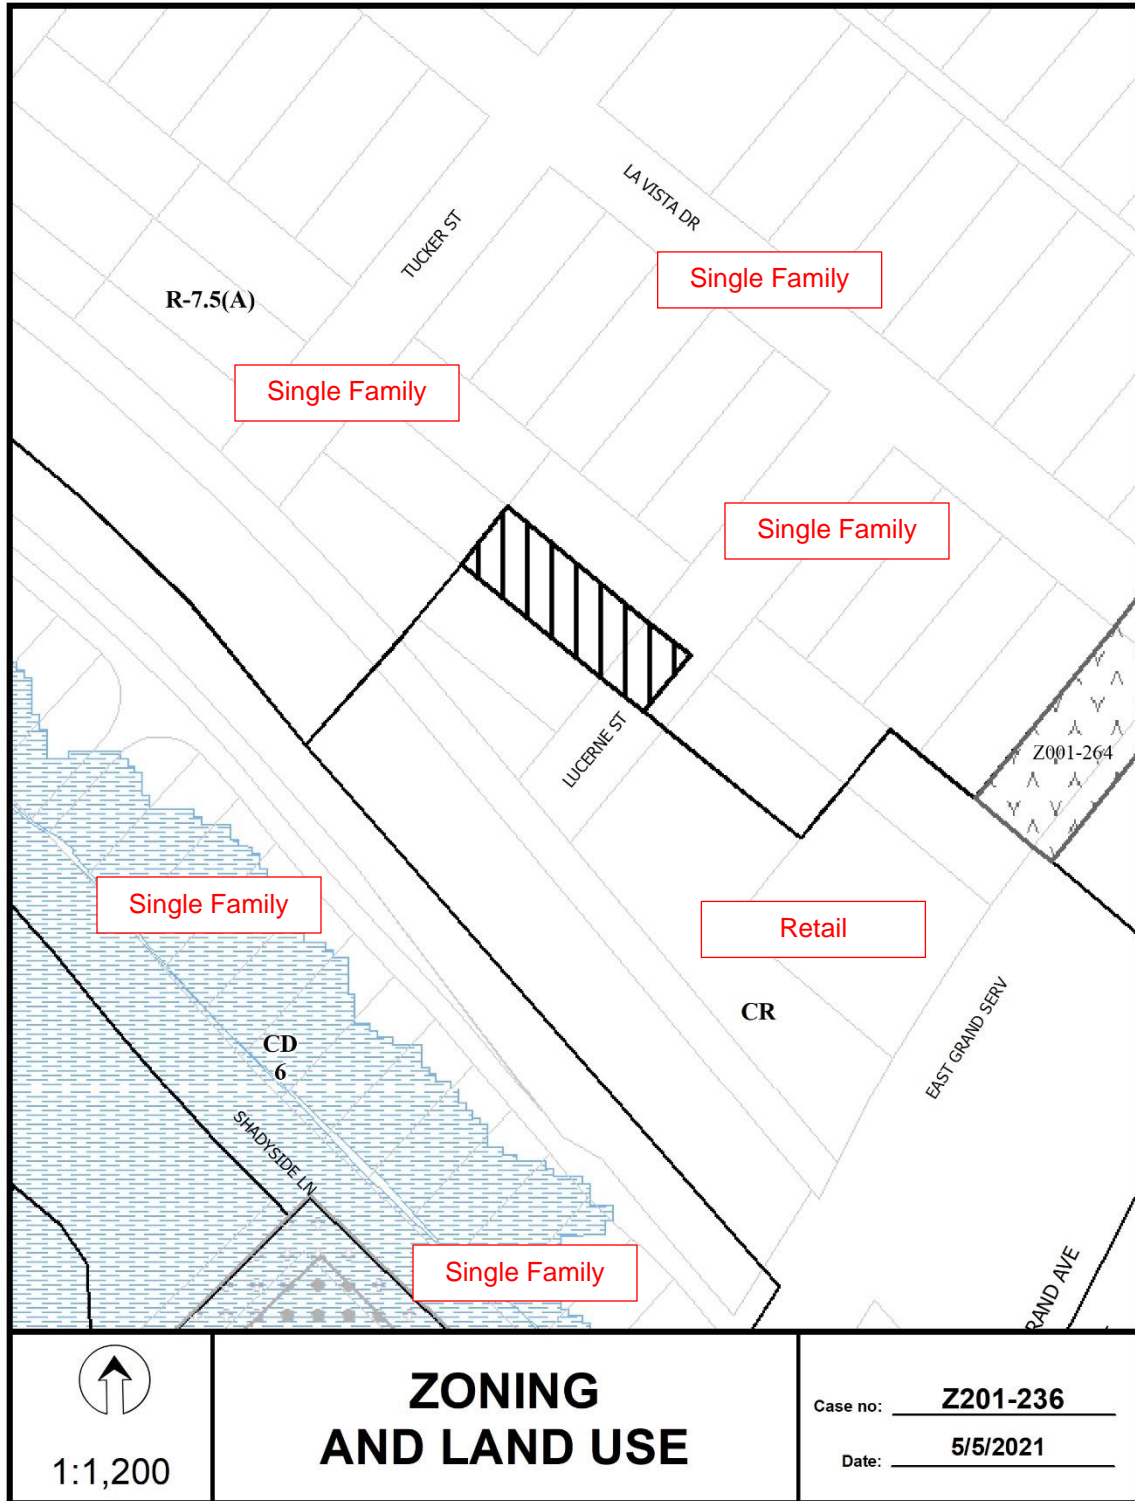 LA VISTA DR
TUCKER ST
Single Family
R-7.5(A)
Single Family
Single Family
LUCERNE ST
Z001-264
Single Family
Retail
CR
EAST GRAND SERV
CD
6
SHADYSIDE LN
Single Family
RAND AVE
1:1,200
ZONING
AND LAND USE
Case no: Z201-236
Date: 5/5/2021